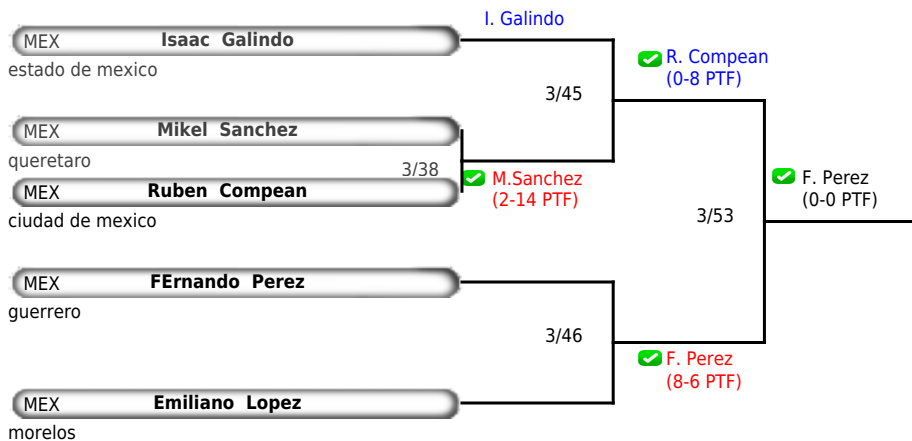 I. Galindo
MEX Isaac Galindo
estado de mexico
R. Compean
(0-8 PTF)
3/45
MEX Mikel Sanchez
queretaro
3/38
M.Sanchez
(2-14 PTF)
MEX Ruben Compean
ciudad de mexico
F. Perez
(0-0 PTF)
3/53
MEX FErnando Perez
guerrero
3/46
F. Perez
(8-6 PTF)
MEX Emiliano Lopez
morelos